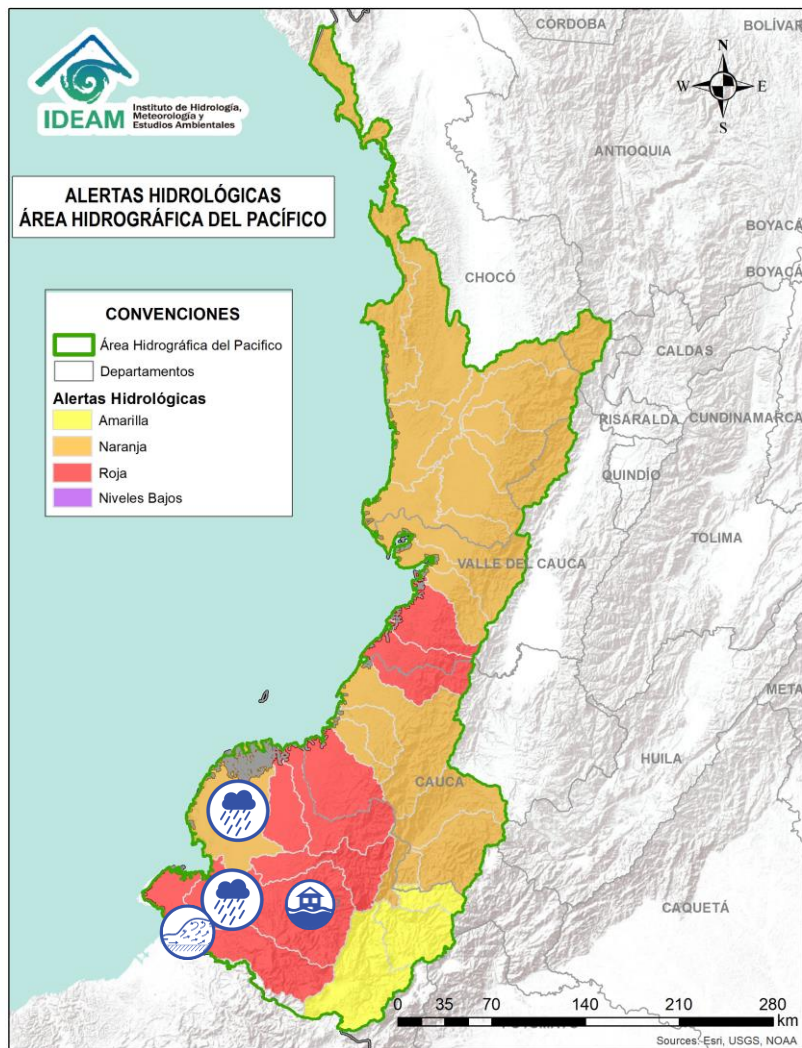 CÓRDOBA
BOLÍVAR
IDEAM
Instituto de Hidrología,
Meteorología y
Estudios Ambientales
N
W
E
S
ANTIOQUIA
ALERTAS HIDROLÓGICAS
ÁREA HIDROGRÁFICA DEL PACÍFICO
BOYACÁ
BOYACÁ
CHOCÓ
CONVENCIONES
Área Hidrográfica del Pacifico
Departamentos
Alertas Hidrológicas
Amarilla
Naranja
Roja
Niveles Bajos
CALDAS
RISARALDA
CUNDINAMARCA
QUINDÍO
TOLIMA
VALLE DEL CAUCA
META
HUILA
CAUCA
CAQUETÁ
0 35 70 140 210 280
km
Sources: Esri, USGS, NOAA